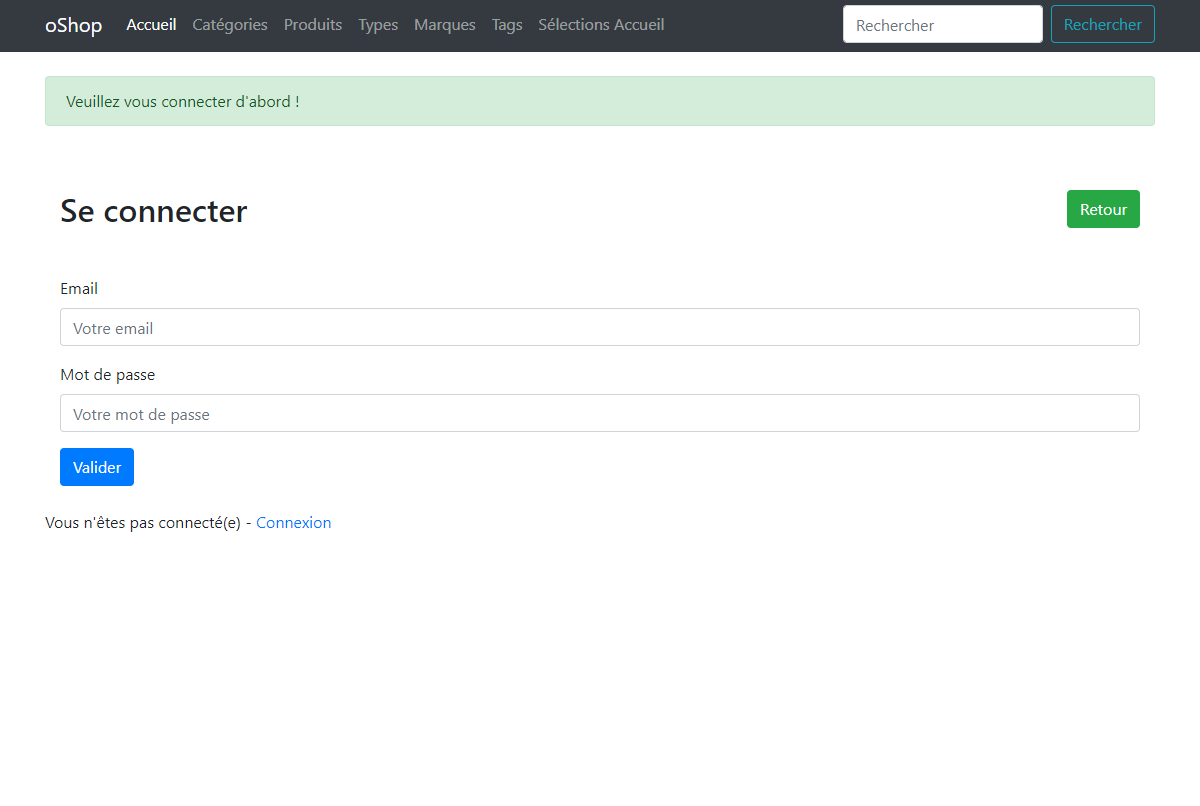 oShop Accueil Catégories Produits Types Marques Tags Sélections Accueil Rechercher Rechercher
Veuillez vous connecter d'abord !
Se connecter Retour
Email
Votre email
Mot de passe
Votre mot de passe
Valider
Vous n'êtes pas connecté(e) - Connexion